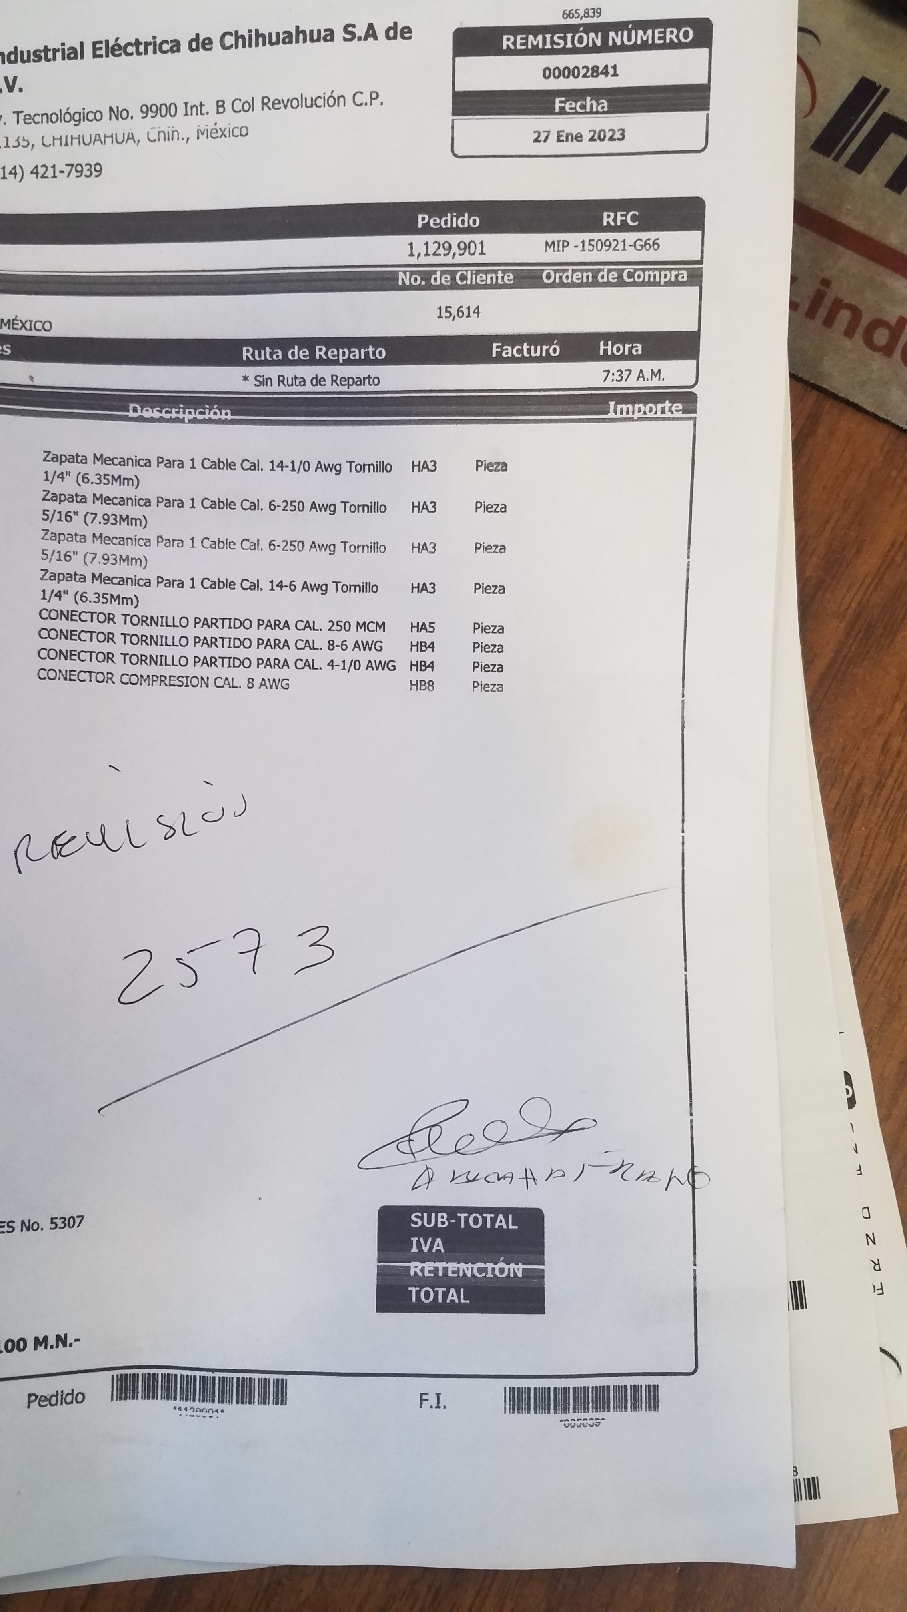 665,839
ndustrial Eléctrica de Chihuahua S.A de
.V.
. Tecnológico No. 9900 Int. B Col Revolución C.P.
135, CHIHUAHUA, Chih., México
14) 421-7939
REMISIÓN NÚMERO
00002841
Fecha
27 Ene 2023
Pedido RFC
1,129,901 MIP -150921-G66
No. de Cliente Orden de Compra
MÉXICO 15,614
s Ruta de Reparto Facturó Hora
* * Sin Ruta de Reparto 7:37 A.M.
Descripción Importe
Zapata Mecanica Para 1 Cable Cal. 14-1/0 Awg Tornillo HA3 Pieza
1/4" (6.35Mm)
Zapata Mecanica Para 1 Cable Cal. 6-250 Awg Tornillo HA3 Pieza
5/16" (7.93Mm)
Zapata Mecanica Para 1 Cable Cal. 6-250 Awg Tornillo HA3 Pieza
5/16" (7.93Mm)
Zapata Mecanica Para 1 Cable Cal. 14-6 Awg Tornillo HA3 Pieza
1/4" (6.35Mm)
CONECTOR TORNILLO PARTIDO PARA CAL. 250 MCM HA5 Pieza
CONECTOR TORNILLO PARTIDO PARA CAL. 8-6 AWG HB4 Pieza
CONECTOR TORNILLO PARTIDO PARA CAL. 4-1/0 AWG HB4 Pieza
CONECTOR COMPRESION CAL. 8 AWG HB8 Pieza
REMISIÓN
2573
ES No. 5307
SUB-TOTAL
IVA
RETENCIÓN
TOTAL
.00 M.N.-
Pedido F.I.
In
.ind